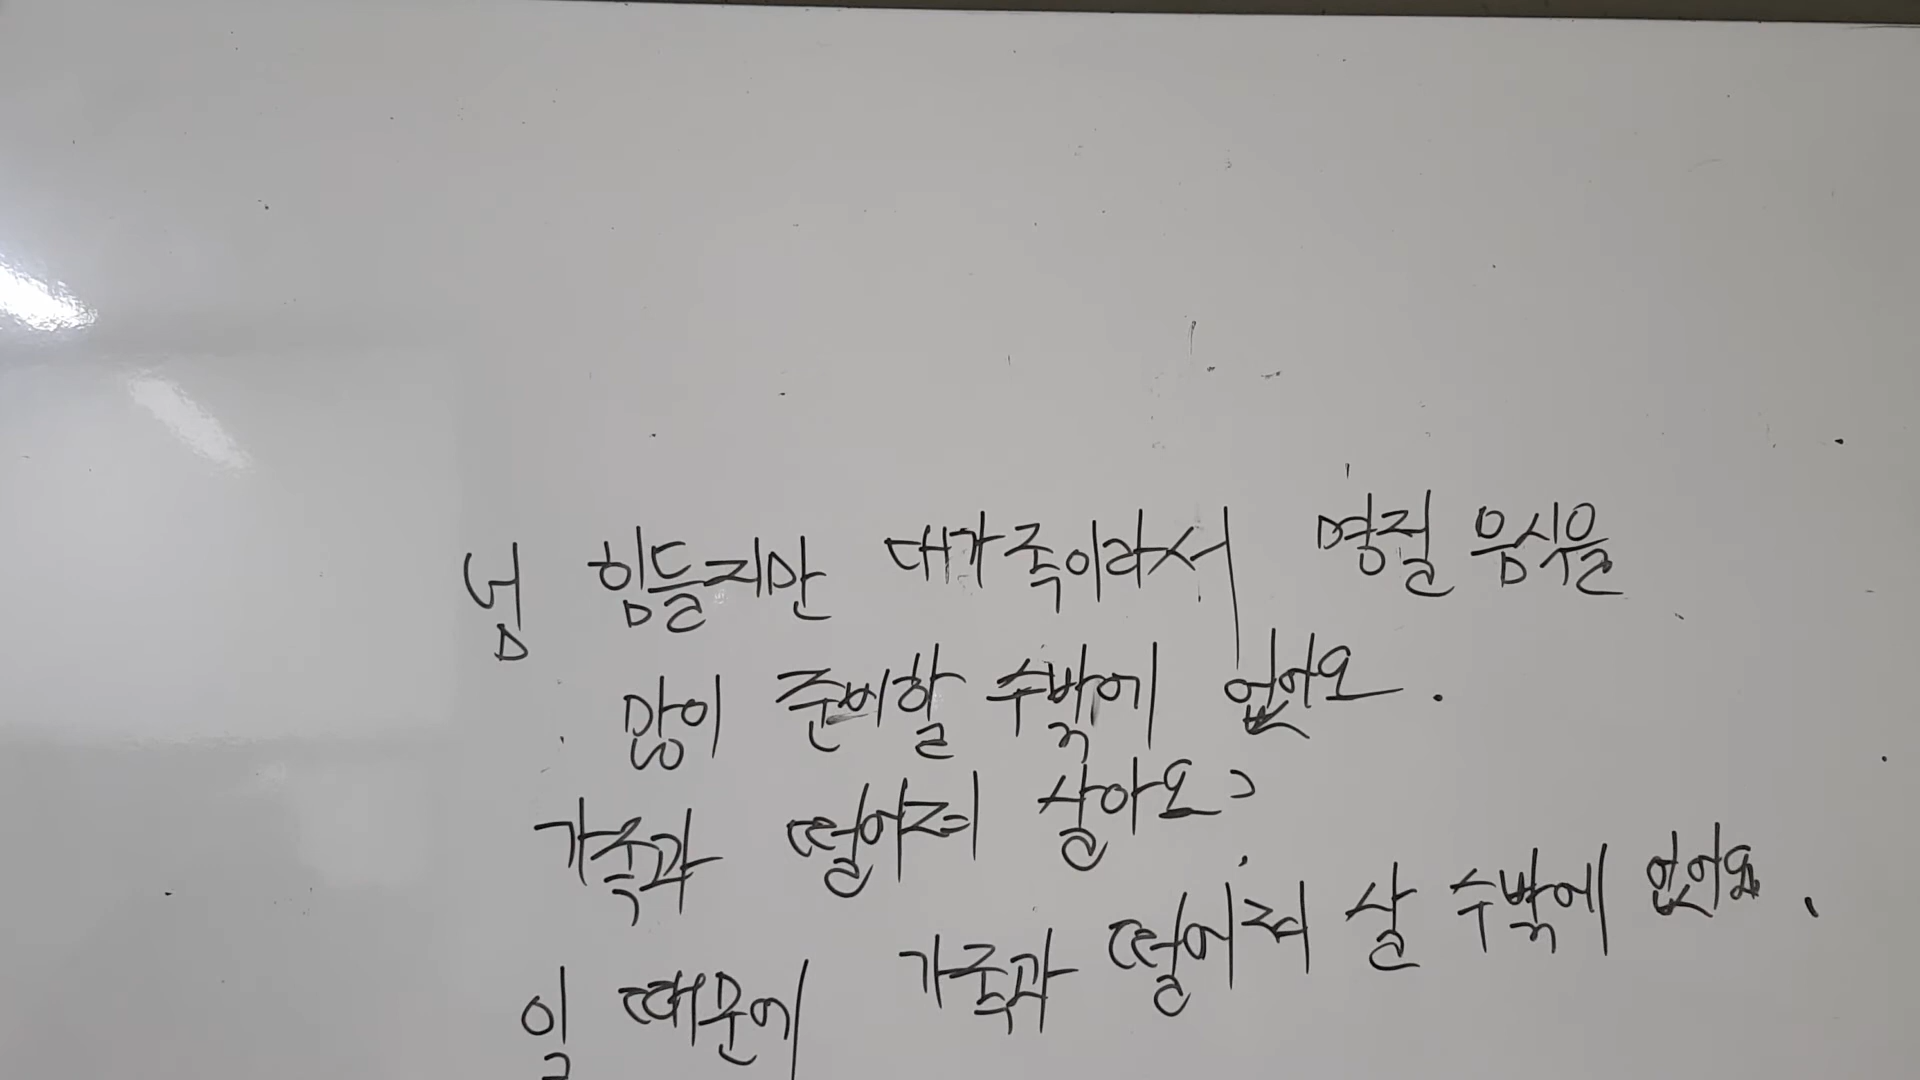 넘 힘들지만 대가족이라서 명절 음식을
많이 준비할 수밖에 없어요.
가족과 떨어져 살아요?
일 때문에 가족과 떨어져 살 수밖에 없어요.